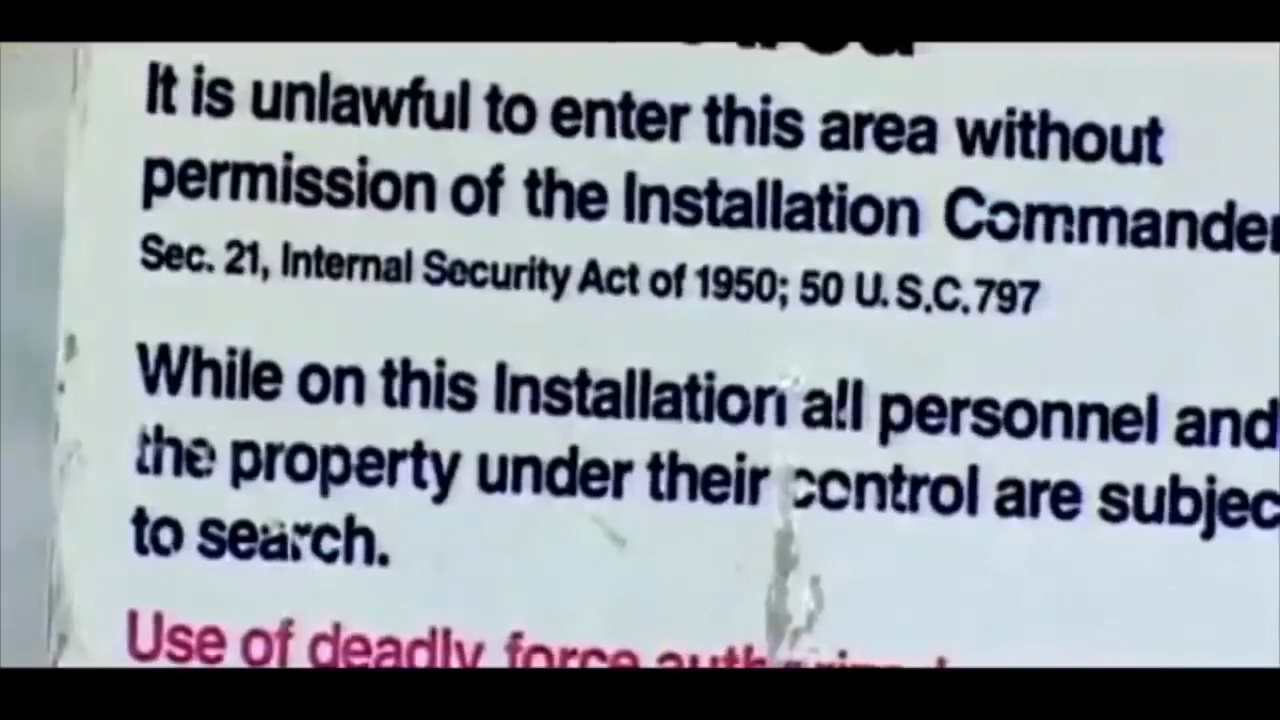 It is unlawful to enter this area without
permission of the Installation Commander
Sec. 21, Internal Security Act of 1950; 50 U.S.C. 797
While on this Installation all personnel and
the property under their control are subjec
to search.
Use of deadly force authorized